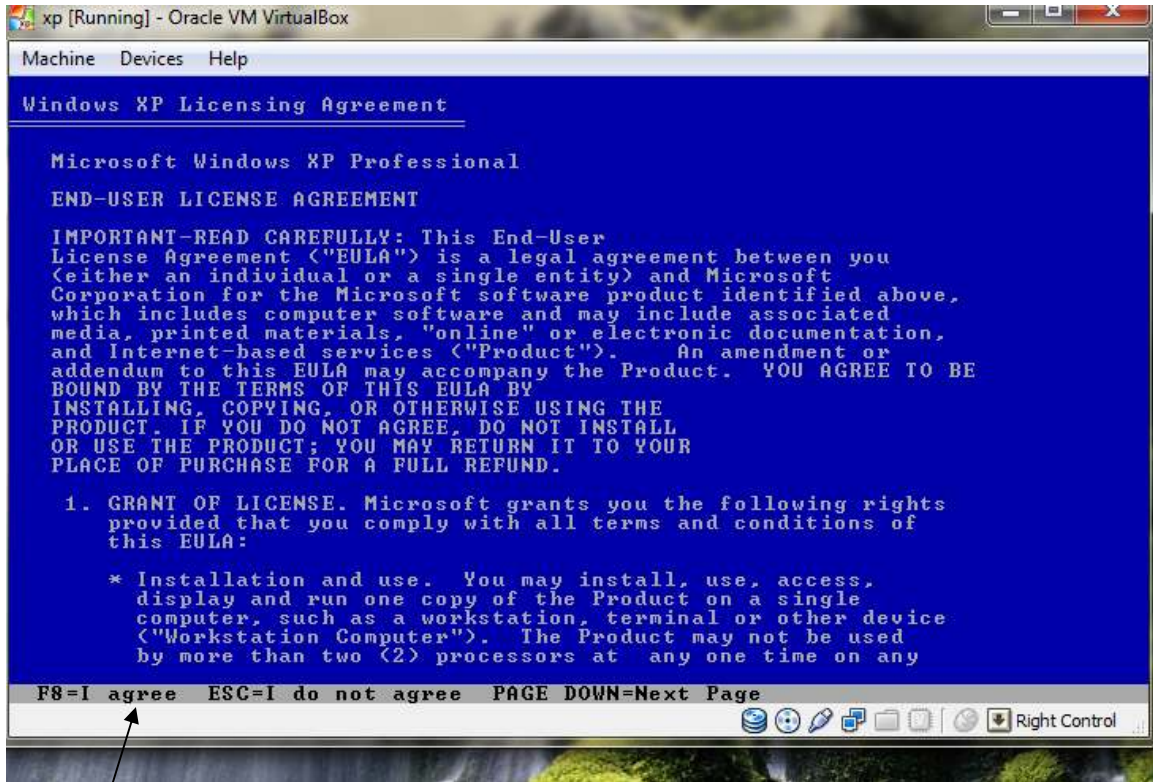 xp [Running] - Oracle VM VirtualBox
Machine Devices Help
Windows XP Licensing Agreement
Microsoft Windows XP Professional
END-USER LICENSE AGREEMENT
IMPORTANT-READ CAREFULLY: This End-User
License Agreement ("EULA") is a legal agreement between you
(either an individual or a single entity) and Microsoft
Corporation for the Microsoft software product identified above,
which includes computer software and may include associated
media, printed materials, "online" or electronic documentation,
and Internet-based services ("Product"). An amendment or
addendum to this EULA may accompany the Product. YOU AGREE TO BE
BOUND BY THE TERMS OF THIS EULA BY
INSTALLING, COPYING, OR OTHERWISE USING THE
PRODUCT. IF YOU DO NOT AGREE, DO NOT INSTALL
OR USE THE PRODUCT; YOU MAY RETURN IT TO YOUR
PLACE OF PURCHASE FOR A FULL REFUND.
1. GRANT OF LICENSE. Microsoft grants you the following rights
provided that you comply with all terms and conditions of
this EULA:
* Installation and use. You may install, use, access,
display and run one copy of the Product on a single
computer, such as a workstation, terminal or other device
("Workstation Computer"). The Product may not be used
by more than two (2) processors at any one time on any
F8=I agree ESC=I do not agree PAGE DOWN=Next Page
Right Control